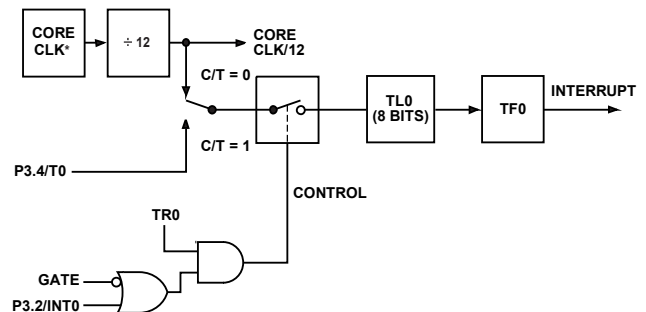 CORE
CLK*
÷ 12
CORE
CLK/12
C/T = 0
TL0
(8 BITS)
TF0
INTERRUPT
C/T = 1
P3.4/T0
CONTROL
TR0
GATE
P3.2/INT0